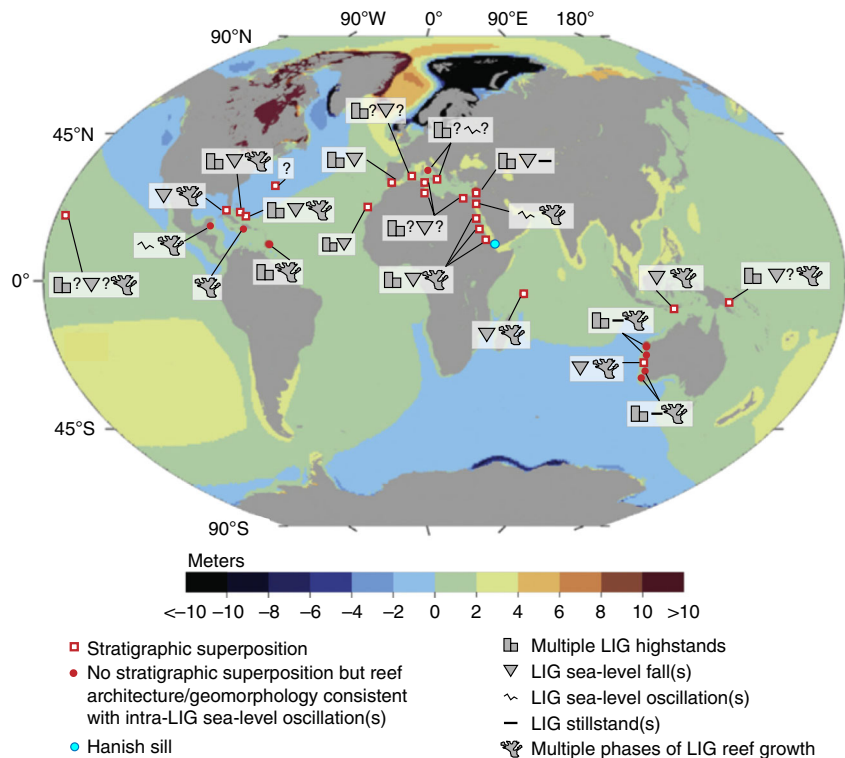 90°W 0° 90°E 180°
90°N
45°N
0°
45°S
90°S
? ?
? ?
?
? ?
? ?
?
Meters
<–10 –10 –8 –6 –4 –2 0 2 4 6 8 10 >10
Stratigraphic superposition
No stratigraphic superposition but reef
architecture/geomorphology consistent
with intra-LIG sea-level oscillation(s)
Hanish sill
Multiple LIG highstands
LIG sea-level fall(s)
LIG sea-level oscillation(s)
LIG stillstand(s)
Multiple phases of LIG reef growth